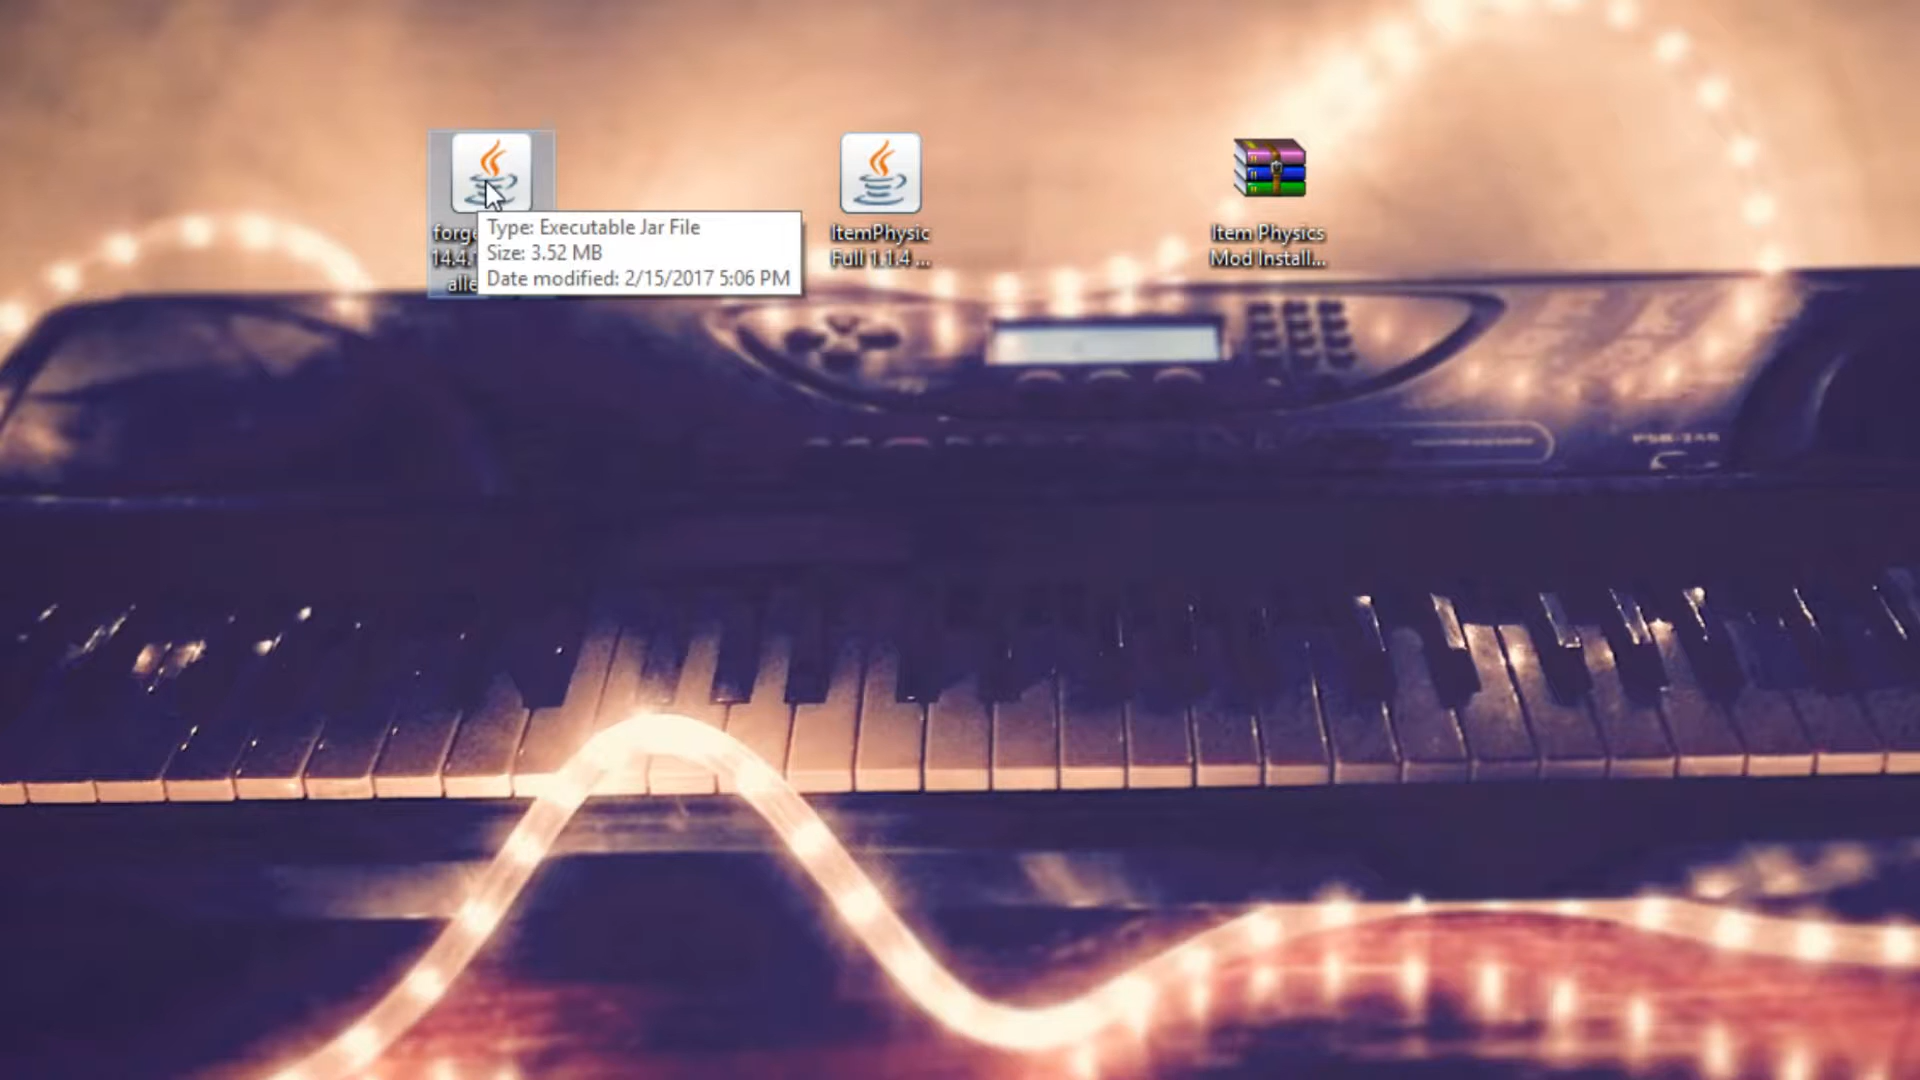 forge
14.4.
alle
Type: Executable Jar File
Size: 3.52 MB
Date modified: 2/15/2017 5:06 PM
ItemPhysic
Full 1.1.4 ...
Item Physics
Mod Install...